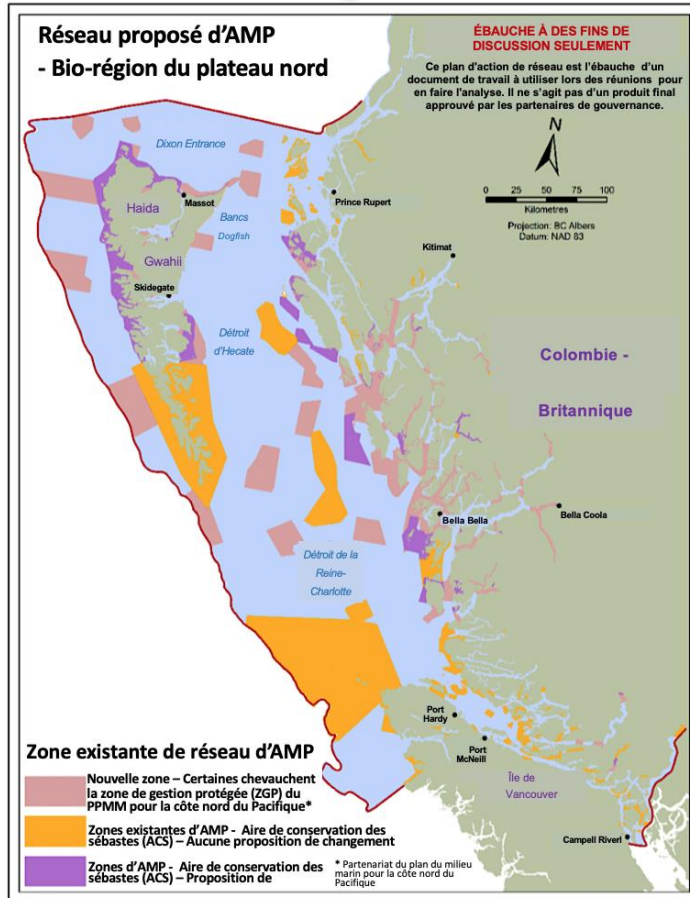 Réseau proposé d'AMP
- Bio-région du plateau nord
ÉBAUCHE À DES FINS DE
DISCUSSION SEULEMENT
Ce plan d'action de réseau est l'ébauche d'un
document de travail à utiliser lors des réunions pour
en faire l'analyse. Il ne s'agit pas d'un produit final
approuvé par les partenaires de gouvernance.
N
0 25 50 75 100
Kilometres
Projection: BC Albers
Datum: NAD 83
Dixon Entrance
Prince Rupert
Haida
Massot
Bancs
Dogfish
Kitimat
Gwahii
Skidegate
Détroit
d'Hecate
Colombie -
Britannique
Bella Bella
Bella Coola
Détroit de la
Reine-
Charlotte
Port
Hardy
Port
McNeill
Île de
Vancouver
Campell Riverl
Zone existante de réseau d'AMP
Nouvelle zone – Certaines chevauchent
la zone de gestion protégée (ZGP) du
PPMM pour la côte nord du Pacifique*
Zones existantes d'AMP - Aire de conservation des
sébastes (ACS) – Aucune proposition de changement
Zones d'AMP - Aire de conservation des
sébastes (ACS) – Proposition de
* Partenariat du plan du milieu
marin pour la côte nord du
Pacifique